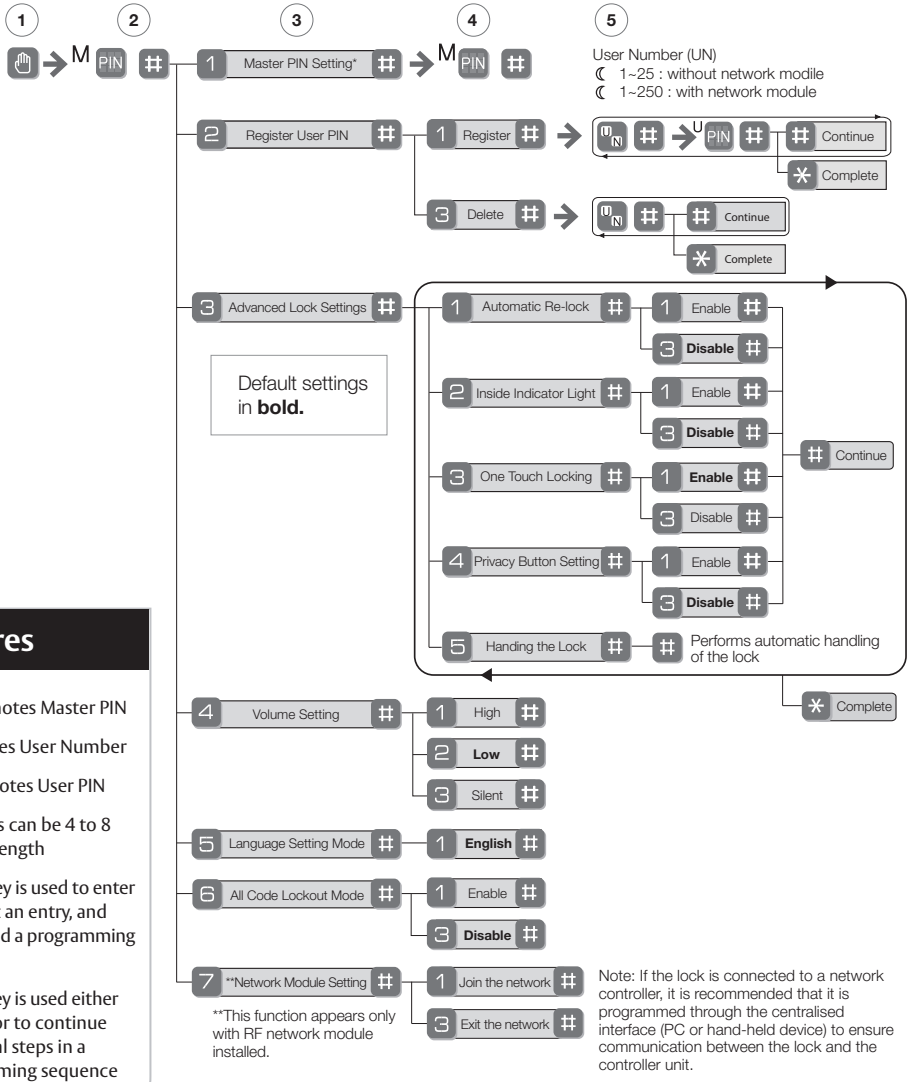 1 2 3 4 5
M PIN # 1 Master PIN Setting* # M PIN #
User Number (UN)
1~25 : without network modile
1~250 : with network module
2 Register User PIN # 1 Register # UN # U PIN # # Continue
* Complete
3 Delete # UN # # Continue
* Complete
3 Advanced Lock Settings # 1 Automatic Re-lock # 1 Enable #
3 Disable #
Default settings
in bold.
2 Inside Indicator Light # 1 Enable #
3 Disable #
# Continue
3 One Touch Locking # 1 Enable #
3 Disable #
4 Privacy Button Setting # 1 Enable #
3 Disable #
5 Handing the Lock # # Performs automatic handling
of the lock
* Complete
4 Volume Setting # 1 High #
2 Low #
3 Silent #
5 Language Setting Mode # 1 English #
6 All Code Lockout Mode # 1 Enable #
3 Disable #
7 **Network Module Setting # 1 Join the network #
3 Exit the network #
**This function appears only
with RF network module
installed.
Note: If the lock is connected to a network
controller, it is recommended that it is
programmed through the centralised
interface (PC or hand-held device) to ensure
communication between the lock and the
controller unit.
res
notes Master PIN
es User Number
otes User PIN
s can be 4 to 8
ength
ey is used to enter
t an entry, and
d a programming
ey is used either
or to continue
al steps in a
ming sequence